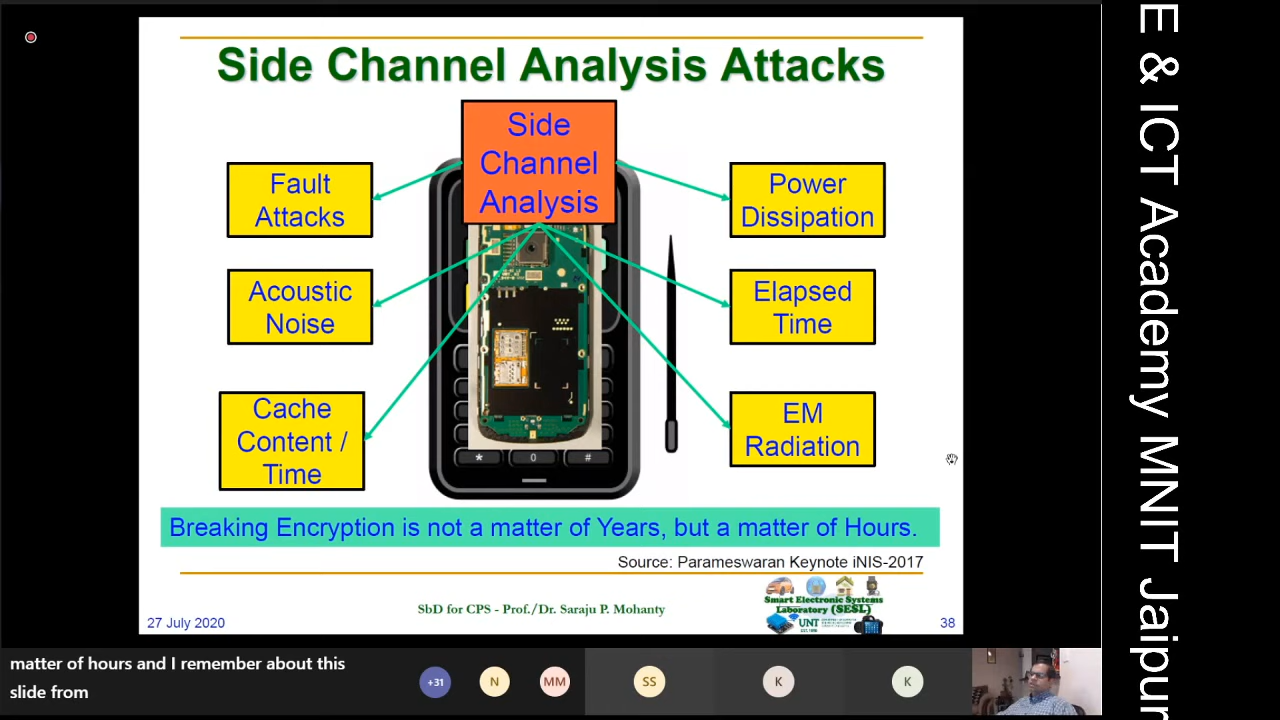 Side Channel Analysis Attacks
Side
Channel
Analysis
Fault
Attacks
Power
Dissipation
Acoustic
Noise
Elapsed
Time
Cache
Content /
Time
EM
Radiation
* 0 #
Breaking Encryption is not a matter of Years, but a matter of Hours.
Source: Parameswaran Keynote iNIS-2017
Smart Electronic Systems
Laboratory (SESL)
UNT
SbD for CPS - Prof./Dr. Saraju P. Mohanty
27 July 2020
38
matter of hours and I remember about this
slide from
+31
N
MM
SS
K
K
E & ICT Academy MNIT Jaipur